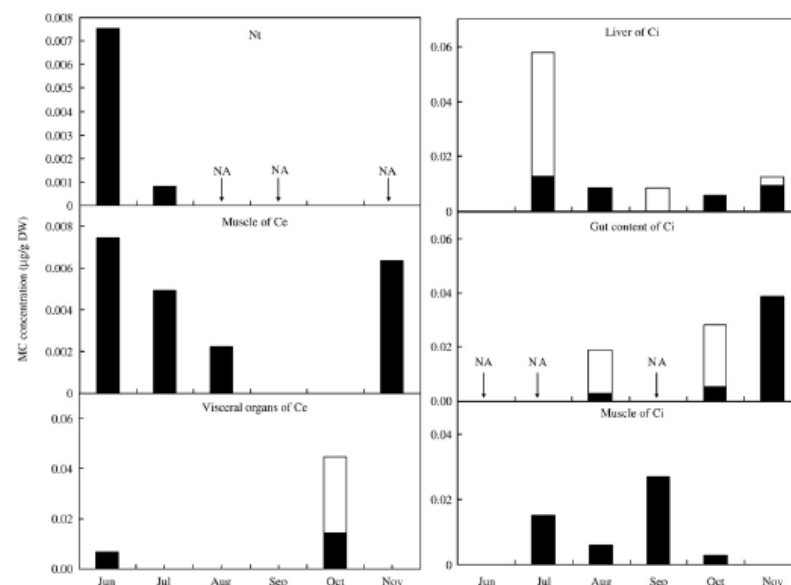 MC concentration (µg/g DW)
Nt
0.008
0.007
0.006
0.005
0.004
0.003
0.002
0.001
0
NA
NA
NA
Muscle of Ce
0.008
0.006
0.004
0.002
0
Visceral organs of Ce
0.06
0.04
0.02
0
Jun Jul Aug Sep Oct Nov
Liver of Ci
0.06
0.04
0.02
0
Gut content of Ci
0.06
0.04
0.02
0.00
NA
NA
NA
Muscle of Ci
0.04
0.02
0
Jun Jul Aug Sep Oct Nov